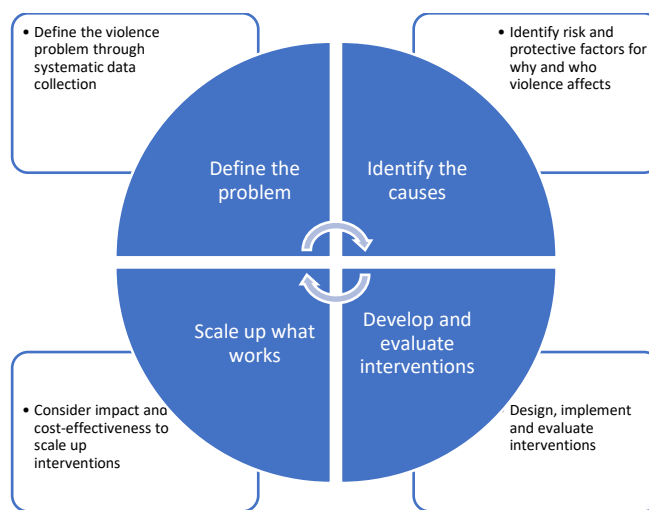 • Define the violence
problem through
systematic data
collection
• Identify risk and
protective factors for
why and who
violence affects
Define the
problem
Identify the
causes
Scale up what
works
Develop and
evaluate
interventions
• Consider impact and
cost-effectiveness to
scale up
interventions
Design, implement
and evaluate
interventions